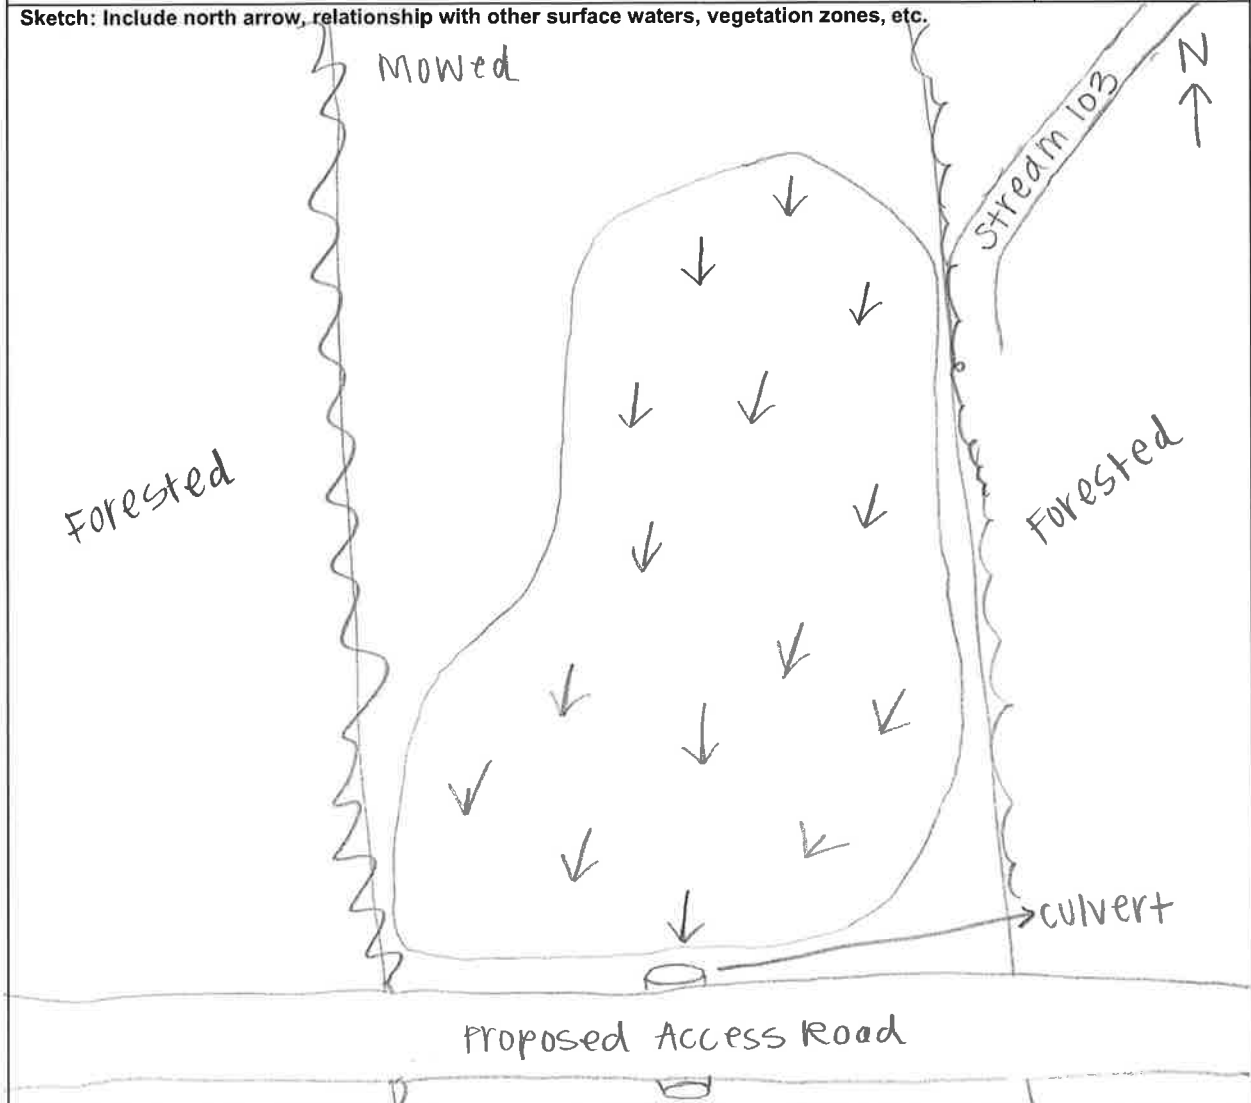 Sketch: Include north arrow, relationship with other surface waters, vegetation zones, etc.
Mowed
N
Stream 103
Forested
Forested
culvert
Proposed Access Road